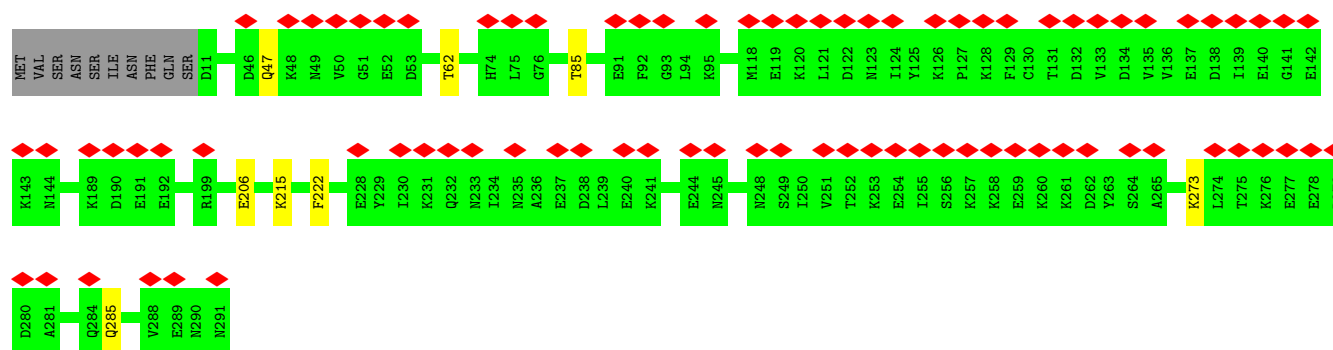 MET VAL SER ASN SER ILE ASN PHE GLN SER D11 D46 Q47 K48 N49 V50 G51 E52 D53 T62 H74 L75 G76 T85 E91 F92 G93 L94 K95 M118 E119 K120 L121 D122 N123 I124 Y125 K126 P127 K128 F129 C130 T131 D132 V133 D134 V135 V136 E137 D138 I139 E140 G141 E142
K143 N144 K189 D190 E191 E192 R199 E206 K215 F222 E228 Y229 I230 K231 Q232 N233 I234 N235 A236 E237 D238 L239 E240 K241 E244 N245 N248 S249 I250 V251 T252 K253 E254 I255 S256 K257 K258 E259 K260 K261 D262 Y263 S264 A265 K273 L274 T275 K276 E277 E278
D280 A281 Q284 Q285 V288 E289 N290 N291